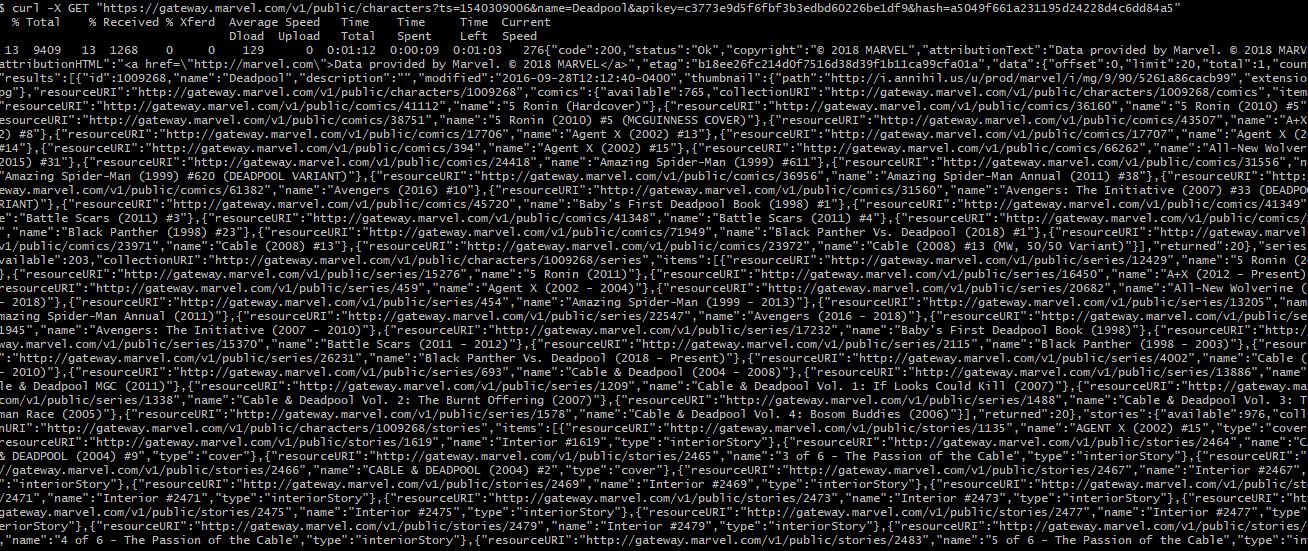 $ curl -X GET "https://gateway.marvel.com/v1/public/characters?ts=1540309006&name=Deadpool&apikey=c3773e9d5f6fbf3b3edbd60226be1df9&hash=a5049f661a231195d24228d4c6dd84a5"
% Total % Received % Xferd Average Speed Time Time Time Current
Dload Upload Total Spent Left Speed
13 9409 13 1268 0 0 129 0 0:01:12 0:00:09 0:01:03 276{"code":200,"status":"Ok","copyright":"© 2018 MARVEL","attributionText":"Data provided by Marvel. © 2018 MARV
attributionHTML":"<a href=\"http://marvel.com\">Data provided by Marvel. © 2018 MARVEL</a>","etag":"b18ee26fc214d0f7516d38d39f1b11ca99cfa01a","data":{"offset":0,"limit":20,"total":1,"coun
"results":[{"id":1009268,"name":"Deadpool","description":"","modified":"2016-09-28T12:12:40-0400","thumbnail":{"path":"http://i.annihil.us/u/prod/marvel/i/mg/9/90/5261a86cacb99","extension
pg"},"resourceURI":"http://gateway.marvel.com/v1/public/characters/1009268","comics":{"available":765,"collectionURI":"http://gateway.marvel.com/v1/public/characters/1009268/comics","item
"resourceURI":"http://gateway.marvel.com/v1/public/comics/41112","name":"5 Ronin (Hardcover)"},{"resourceURI":"http://gateway.marvel.com/v1/public/comics/36160","name":"5 Ronin (2010) #5"
"http://gateway.marvel.com/v1/public/comics/38751","name":"5 Ronin (2010) #5 (MCGUINNESS COVER)"},{"resourceURI":"http://gateway.marvel.com/v1/public/comics/43507","name":"A+X
2) #8"},{"resourceURI":"http://gateway.marvel.com/v1/public/comics/17706","name":"Agent X (2002) #13"},{"resourceURI":"http://gateway.marvel.com/v1/public/comics/17707","name":"Agent X (2
#14"},{"resourceURI":"http://gateway.marvel.com/v1/public/comics/394","name":"Agent X (2002) #15"},{"resourceURI":"http://gateway.marvel.com/v1/public/comics/66262","name":"All-New Wolver
2015) #31"},{"resourceURI":"http://gateway.marvel.com/v1/public/comics/24418","name":"Amazing Spider-Man (1999) #611"},{"resourceURI":"http://gateway.marvel.com/v1/public/comics/31556","n
"Amazing Spider-Man (1999) #620 (DEADPOOL VARIANT)"},{"resourceURI":"http://gateway.marvel.com/v1/public/comics/36956","name":"Amazing Spider-Man Annual (2011) #38"},{"resourceURI":"http:
eway.marvel.com/v1/public/comics/61382","name":"Avengers (2016) #10"},{"resourceURI":"http://gateway.marvel.com/v1/public/comics/31560","name":"Avengers: The Initiative (2007) #33 (DEADPO
RIANT)"},{"resourceURI":"http://gateway.marvel.com/v1/public/comics/45720","name":"Baby's First Deadpool Book (1998) #1"},{"resourceURI":"http://gateway.marvel.com/v1/public/comics/41349"
e":"Battle Scars (2011) #3"},{"resourceURI":"http://gateway.marvel.com/v1/public/comics/41348","name":"Battle Scars (2011) #4"},{"resourceURI":"http://gateway.marvel.com/v1/public/comics/
,"name":"Black Panther (1998) #23"},{"resourceURI":"http://gateway.marvel.com/v1/public/comics/71949","name":"Black Panther Vs. Deadpool (2018) #1"},{"resourceURI":"http://gateway.marvel.
v1/public/comics/23971","name":"Cable (2008) #13"},{"resourceURI":"http://gateway.marvel.com/v1/public/comics/23972","name":"Cable (2008) #13 (MW, 50/50 Variant)"}],"returned":20},"series
vailable":203,"collectionURI":"http://gateway.marvel.com/v1/public/characters/1009268/series","items":[{"resourceURI":"http://gateway.marvel.com/v1/public/series/12429","name":"5 Ronin (2
"resourceURI":"http://gateway.marvel.com/v1/public/series/15276","name":"5 Ronin (2011)"},{"resourceURI":"http://gateway.marvel.com/v1/public/series/16450","name":"A+X (2012 - Present)
{"resourceURI":"http://gateway.marvel.com/v1/public/series/459","name":"Agent X (2002 - 2004)"},{"resourceURI":"http://gateway.marvel.com/v1/public/series/20682","name":"All-New Wolverine (
- 2018)"},{"resourceURI":"http://gateway.marvel.com/v1/public/series/454","name":"Amazing Spider-Man (1999 - 2013)"},{"resourceURI":"http://gateway.marvel.com/v1/public/series/13205","nam
mazing Spider-Man Annual (2011)"},{"resourceURI":"http://gateway.marvel.com/v1/public/series/22547","name":"Avengers (2016 - 2018)"},{"resourceURI":"http://gateway.marvel.com/v1/public/se
1945","name":"Avengers: The Initiative (2007 - 2010)"},{"resourceURI":"http://gateway.marvel.com/v1/public/series/17232","name":"Baby's First Deadpool Book (1998)"},{"resourceURI":"http:/
eway.marvel.com/v1/public/series/15370","name":"Battle Scars (2011 - 2012)"},{"resourceURI":"http://gateway.marvel.com/v1/public/series/2115","name":"Black Panther (1998 - 2003)"},{"resou
:"http://gateway.marvel.com/v1/public/series/26231","name":"Black Panther Vs. Deadpool (2018 - Present)"},{"resourceURI":"http://gateway.marvel.com/v1/public/series/4002","name":"Cable (
- 2010)"},{"resourceURI":"http://gateway.marvel.com/v1/public/series/693","name":"Cable & Deadpool (2004 - 2008)"},{"resourceURI":"http://gateway.marvel.com/v1/public/series/13886","name"
le & Deadpool MGC (2011)"},{"resourceURI":"http://gateway.marvel.com/v1/public/series/1209","name":"Cable & Deadpool Vol. 1: If Looks Could Kill (2007)"},{"resourceURI":"http://gateway.ma
com/v1/public/series/1338","name":"Cable & Deadpool Vol. 2: The Burnt Offering (2007)"},{"resourceURI":"http://gateway.marvel.com/v1/public/series/1488","name":"Cable & Deadpool Vol. 3: T
man Race (2005)"},{"resourceURI":"http://gateway.marvel.com/v1/public/series/1578","name":"Cable & Deadpool Vol. 4: Bosom Buddies (2006)"}],"returned":20},"stories":{"available":976,"coll
nURI":"http://gateway.marvel.com/v1/public/characters/1009268/stories","items":[{"resourceURI":"http://gateway.marvel.com/v1/public/stories/1135","name":"AGENT X (2002) #15","type":"cover
resourceURI":"http://gateway.marvel.com/v1/public/stories/1619","name":"Interior #1619","type":"interiorStory"},{"resourceURI":"http://gateway.marvel.com/v1/public/stories/2464","name":"C
& DEADPOOL (2004) #9","type":"cover"},{"resourceURI":"http://gateway.marvel.com/v1/public/stories/2465","name":"3 of 6 - The Passion of the Cable","type":"interiorStory"},{"resourceURI":"
//gateway.marvel.com/v1/public/stories/2466","name":"CABLE & DEADPOOL (2004) #2","type":"cover"},{"resourceURI":"http://gateway.marvel.com/v1/public/stories/2467","name":"Interior #2467",
:"interiorStory"},{"resourceURI":"http://gateway.marvel.com/v1/public/stories/2469","name":"Interior #2469","type":"interiorStory"},{"resourceURI":"http://gateway.marvel.com/v1/public/sto
/2471","name":"Interior #2471","type":"interiorStory"},{"resourceURI":"http://gateway.marvel.com/v1/public/stories/2473","name":"Interior #2473","type":"interiorStory"},{"resourceURI":"ht
/gateway.marvel.com/v1/public/stories/2475","name":"Interior #2475","type":"interiorStory"},{"resourceURI":"http://gateway.marvel.com/v1/public/stories/2477","name":"Interior #2477","type
eriorStory"},{"resourceURI":"http://gateway.marvel.com/v1/public/stories/2479","name":"Interior #2479","type":"interiorStory"},{"resourceURI":"http://gateway.marvel.com/v1/public/stories/
,"name":"4 of 6 - The Passion of the Cable","type":"interiorStory"},{"resourceURI":"http://gateway.marvel.com/v1/public/stories/2483","name":"5 of 6 - The Passion of the Cable","type":"in